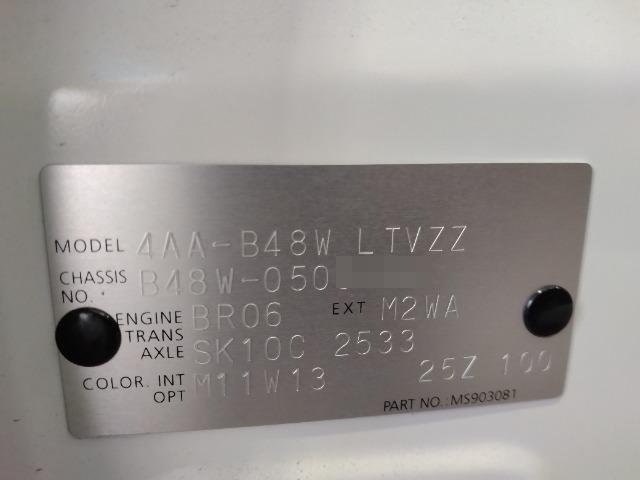 MODEL 4AA-B48W LTVZZ
CHASSIS NO. B48W-050
ENGINE BR06 EXT M2WA
TRANS AXLE SK10C 2533
COLOR. INT OPT M11W13 25Z 100
PART NO.:MS903081